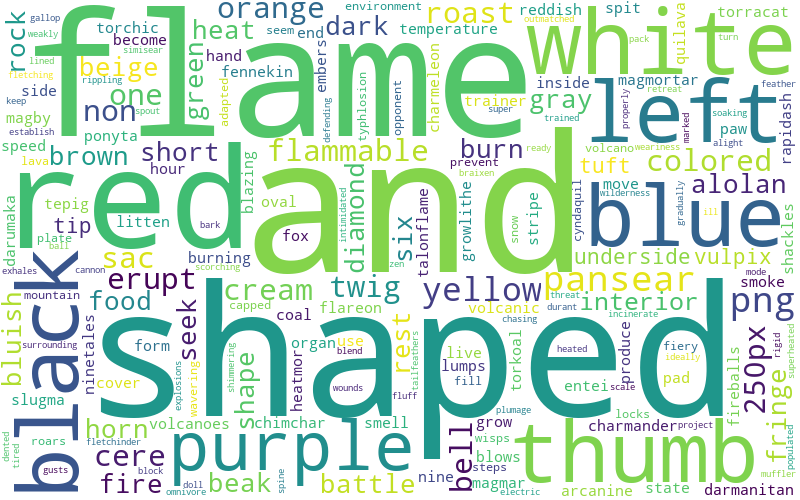 flame
white
left
red
and
blue
black
shaped
purple
thumb
orange
dark
roast
reddish
spit
torracat
environment
temperature
seem
end
heat
torchic
become
beige
rock
gallop
weakly
lined
simisear
fletching
rippling
keep
establish
side
magby
one
non
green
hand
adapted
fennekin
embers
defending
typhlosion
opponent
charmeleon
trainer
super
trained
ready
braixen
quilava
outmatched
pack
turn
retreat
inside
magmortar
gray
properly
marked
soaking
alight
feather
rapidash
ponyta
speed
lava
spout
brown
short
hour
blazing
flammable
burn
prevent
volcano
weariness
paw
tuft
colored
darumaka
tepig
plate
ball
tip
litten
bark
burning
scorching
oval
fox
diamond
intimidated
zen
six
talonflame
growlithe
snow
stripe
cyndaquil
move
wilderness
gradually
ill
alolan
shackles
vulpix
underside
exhales
cannon
mountain
surrounding
sac
erupt
food
seek
cream
capped
coal
flareon
twig
yellow
pansear
interior
volcanic
threat
durant
chasing
mode
incinerate
smoke
png
bluish
ninetales
form
explosions
wavering
shape
shimmering
organ
use
blend
wounds
heatmor
rest
tailfeathers
torkoal
live
lumps
fill
produce
heated
entei
scale
fiery
ideally
pad
250px
fringe
populated
superheated
rigid
muffler
slugma
cover
horn
volcanoes
chimchar
smell
fluff
plumage
grow
charmander
project
locks
fireballs
roars
dented
tired
gusts
fletchinder
block
cere
fire
beak
doll
omnivore
spine
battle
nine
bell
wisps
blows
steps
magmar
electric
arcanine
state
darmanitan